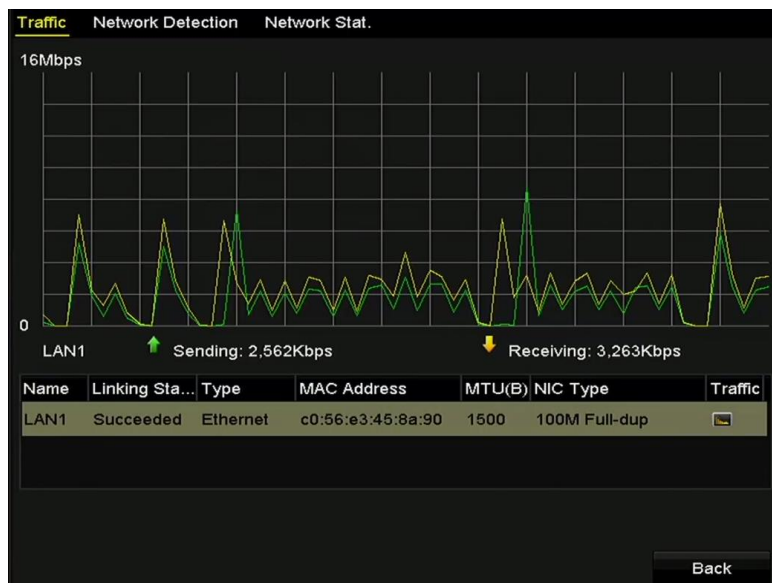 Traffic Network Detection Network Stat.
16Mbps
0
LAN1 Sending: 2,562Kbps Receiving: 3,263Kbps
Name Linking Sta... Type MAC Address MTU(B) NIC Type Traffic
LAN1 Succeeded Ethernet c0:56:e3:45:8a:90 1500 100M Full-dup
Back